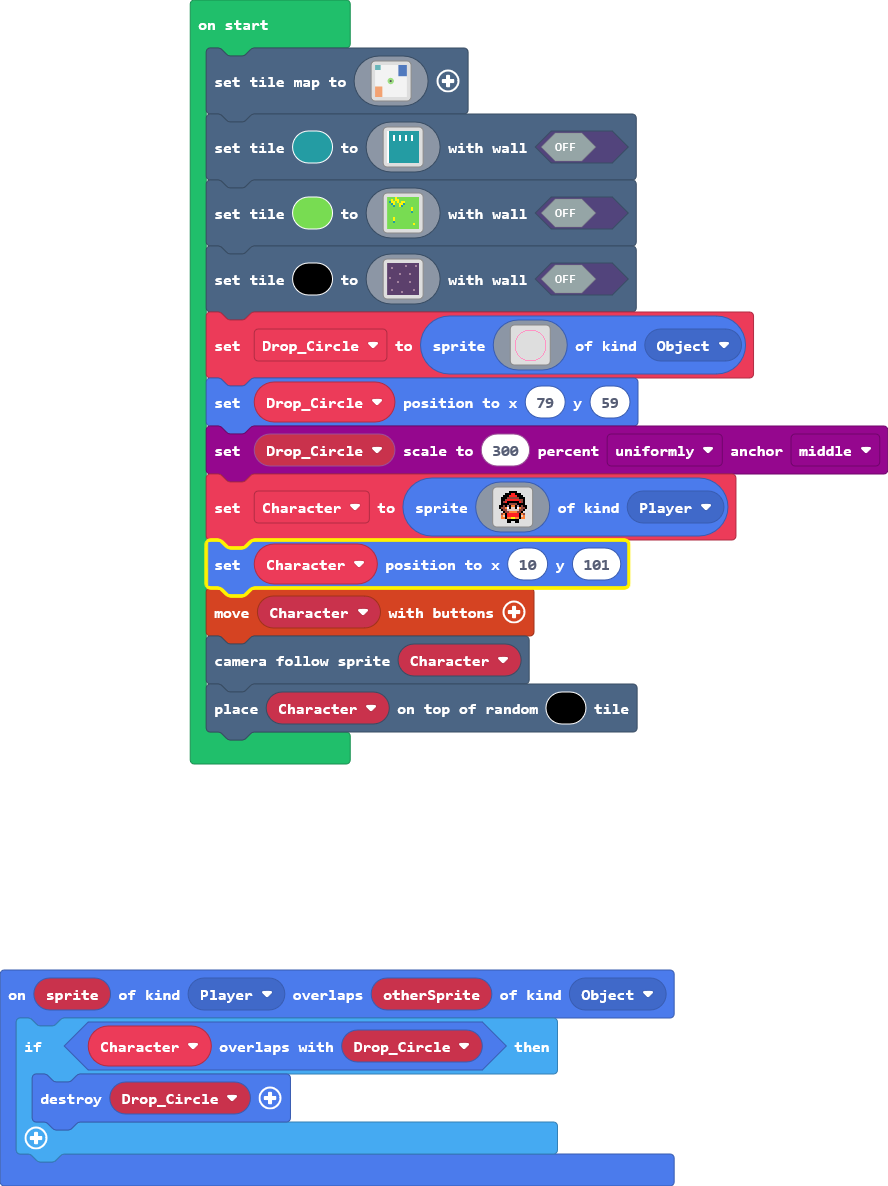 on start
set tile map to
set tile to with wall OFF
set tile to with wall OFF
set tile to with wall OFF
set Drop_Circle to sprite of kind Object
set Drop_Circle position to x 79 y 59
set Drop_Circle scale to 300 percent uniformly anchor middle
set Character to sprite of kind Player
set Character position to x 10 y 101
move Character with buttons
camera follow sprite Character
place Character on top of random tile
on sprite of kind Player overlaps otherSprite of kind Object
if Character overlaps with Drop_Circle then
destroy Drop_Circle